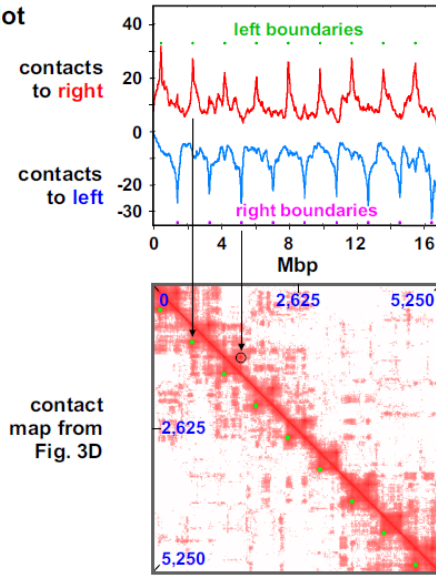 ot
40
left boundaries
contacts
to right
20
0
contacts
to left
-20
-30
right boundaries
0 4 8 12 16
Mbp
0 2,625 5,250
contact
map from
Fig. 3D
2,625
5,250